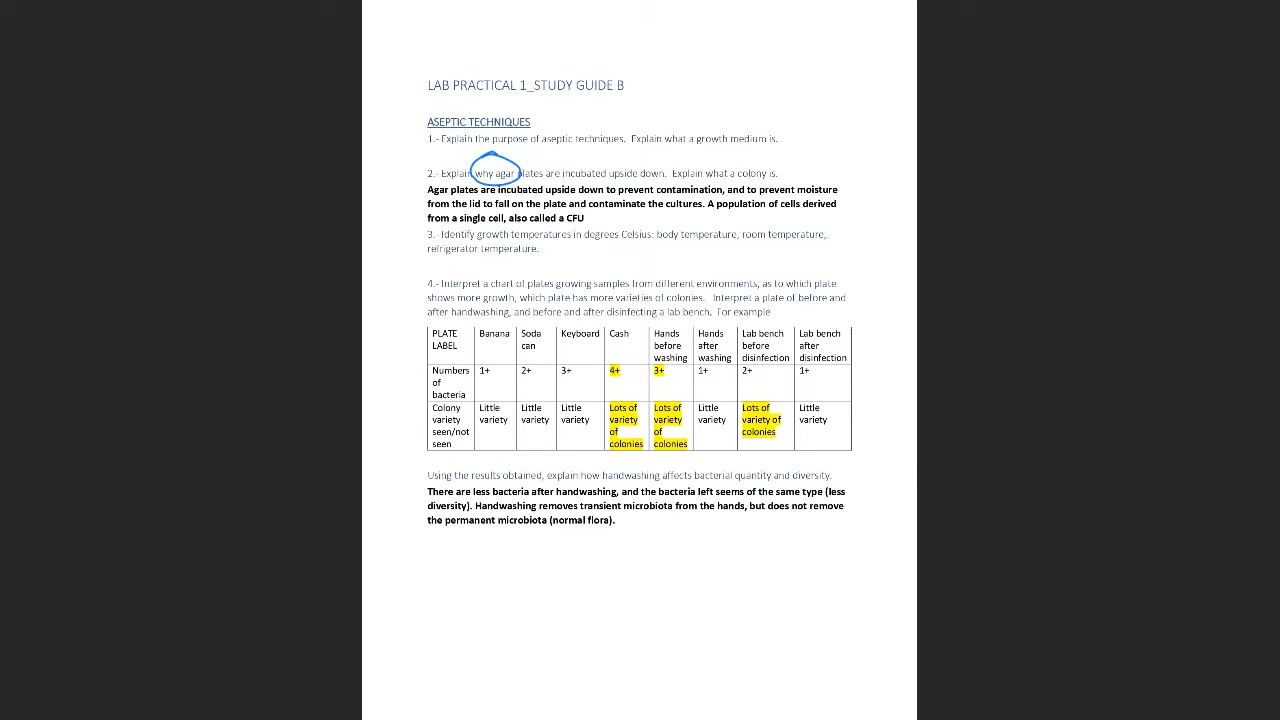 LAB PRACTICAL 1_STUDY GUIDE B
ASEPTIC TECHNIQUES
1.- Explain the purpose of aseptic techniques. Explain what a growth medium is.
2.- Explain why agar plates are incubated upside down. Explain what a colony is.
Agar plates are incubated upside down to prevent contamination, and to prevent moisture
from the lid to fall on the plate and contaminate the cultures. A population of cells derived
from a single cell, also called a CFU
3.- Identify growth temperatures in degrees Celsius: body temperature, room temperature,
refrigerator temperature.
4.- Interpret a chart of plates growing samples from different environments, as to which plate
shows more growth, which plate has more varieties of colonies. Interpret a plate of before and
after handwashing, and before and after disinfecting a lab bench. For example
PLATE LABEL Banana Soda can Keyboard Cash Hands before washing Hands after washing Lab bench before disinfection Lab bench after disinfection
Numbers of bacteria 1+ 2+ 3+ 4+ 3+ 1+ 2+ 1+
Colony variety seen/not seen Little variety Little variety Little variety Lots of variety of colonies Lots of variety of colonies Little variety Lots of variety of colonies Little variety
Using the results obtained, explain how handwashing affects bacterial quantity and diversity.
There are less bacteria after handwashing, and the bacteria left seems of the same type (less
diversity). Handwashing removes transient microbiota from the hands, but does not remove
the permanent microbiota (normal flora).